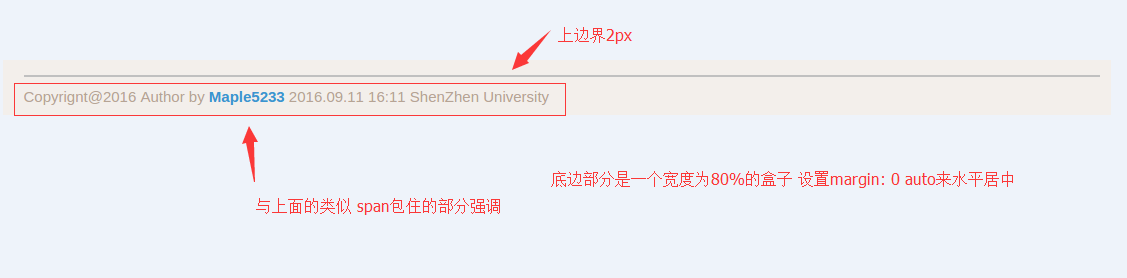 上边界2px
Copyrignt@2016 Author by Maple5233 2016.09.11 16:11 ShenZhen University
底边部分是一个宽度为80%的盒子 设置margin: 0 auto来水平居中
与上面的类似 span包住的部分强调